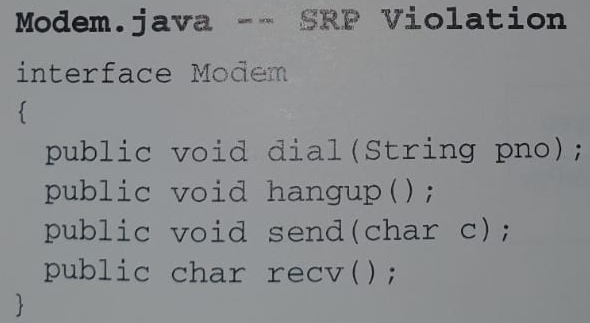 Modem.java -- SRP Violation
interface Modem
{
  public void dial(String pno);
  public void hangup();
  public void send(char c);
  public char recv();
}